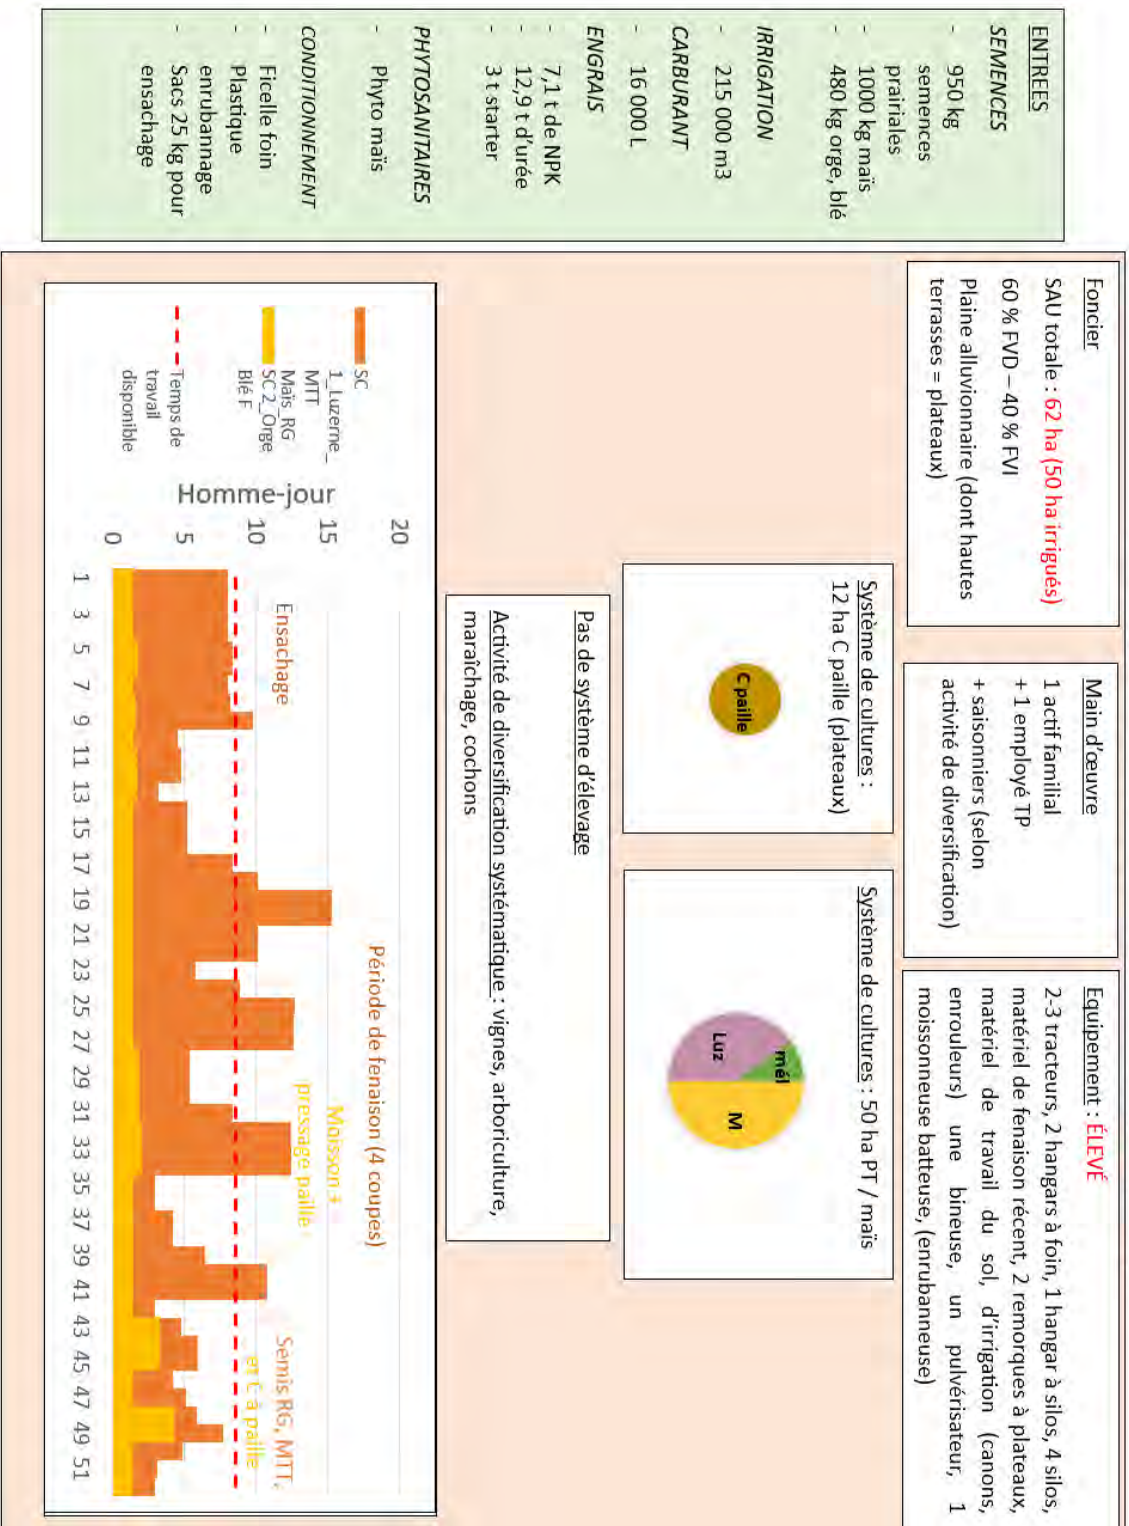 ENTREES
SEMENCES
- 950 kg
semences
prairiales
- 1000 kg maïs
- 480 kg orge, blé
IRRIGATION
- 215 000 m3
CARBURANT
- 16 000 L
ENGRAIS
- 7,1 t de NPK
- 12,9 t d'urée
- 3 t starter
PHYTOSANITAIRES
- Phyto maïs
CONDITIONNEMENT
- Ficelle foin
- Plastique
enrubannage
- Sacs 25 kg pour
ensachage
Foncier
SAU totale : 62 ha (50 ha irrigués)
60 % FVD – 40 % FVI
Plaine alluvionnaire (dont hautes
terrasses = plateaux)
Main d'œuvre
1 actif familial
+ 1 employé TP
+ saisonniers (selon
activité de diversification)
Equipement : ÉLEVÉ
2-3 tracteurs, 2 hangars à foin, 1 hangar à silos, 4 silos,
matériel de fenaison récent, 2 remorques à plateaux,
matériel de travail du sol, d'irrigation (canons,
enrouleurs) une bineuse, un pulvérisateur, 1
moissonneuse batteuse, (enrubanneuse)
Système de cultures :
12 ha C paille (plateaux)
C paille
Système de cultures : 50 ha PT / maïs
mél
Luz
M
Pas de système d'élevage
Activité de diversification systématique : vignes, arboriculture,
maraîchage, cochons
SC
1_Luzerne_
MTT
Maïs_RG
SC2_Orge
Blé F
Temps de
travail
disponible
Homme-jour
20
15
10
5
0
Ensachage
Période de fenaison (4 coupes)
Moisson +
pressage paille
Semis RG, MTT,
et C à paille
1 3 5 7 9 11 13 15 17 19 21 23 25 27 29 31 33 35 37 39 41 43 45 47 49 51